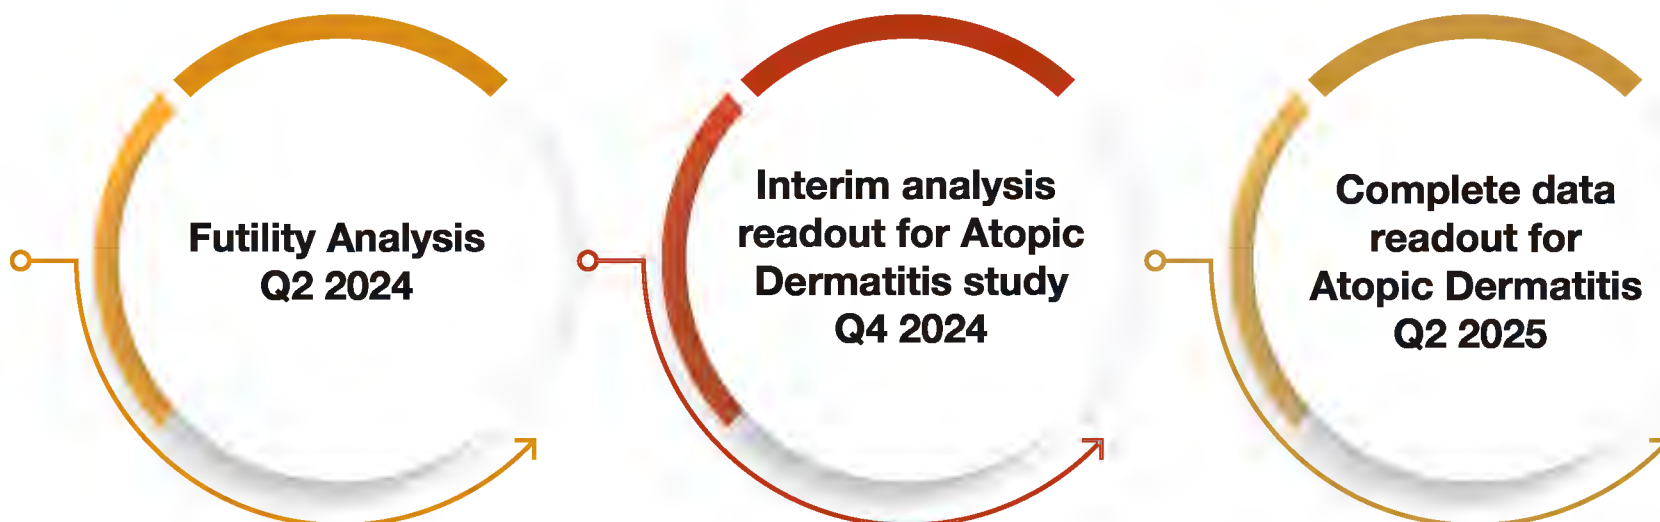 Futility Analysis
Q2 2024
Interim analysis
readout for Atopic
Dermatitis study
Q4 2024
Complete data
readout for
Atopic Dermatitis
Q2 2025